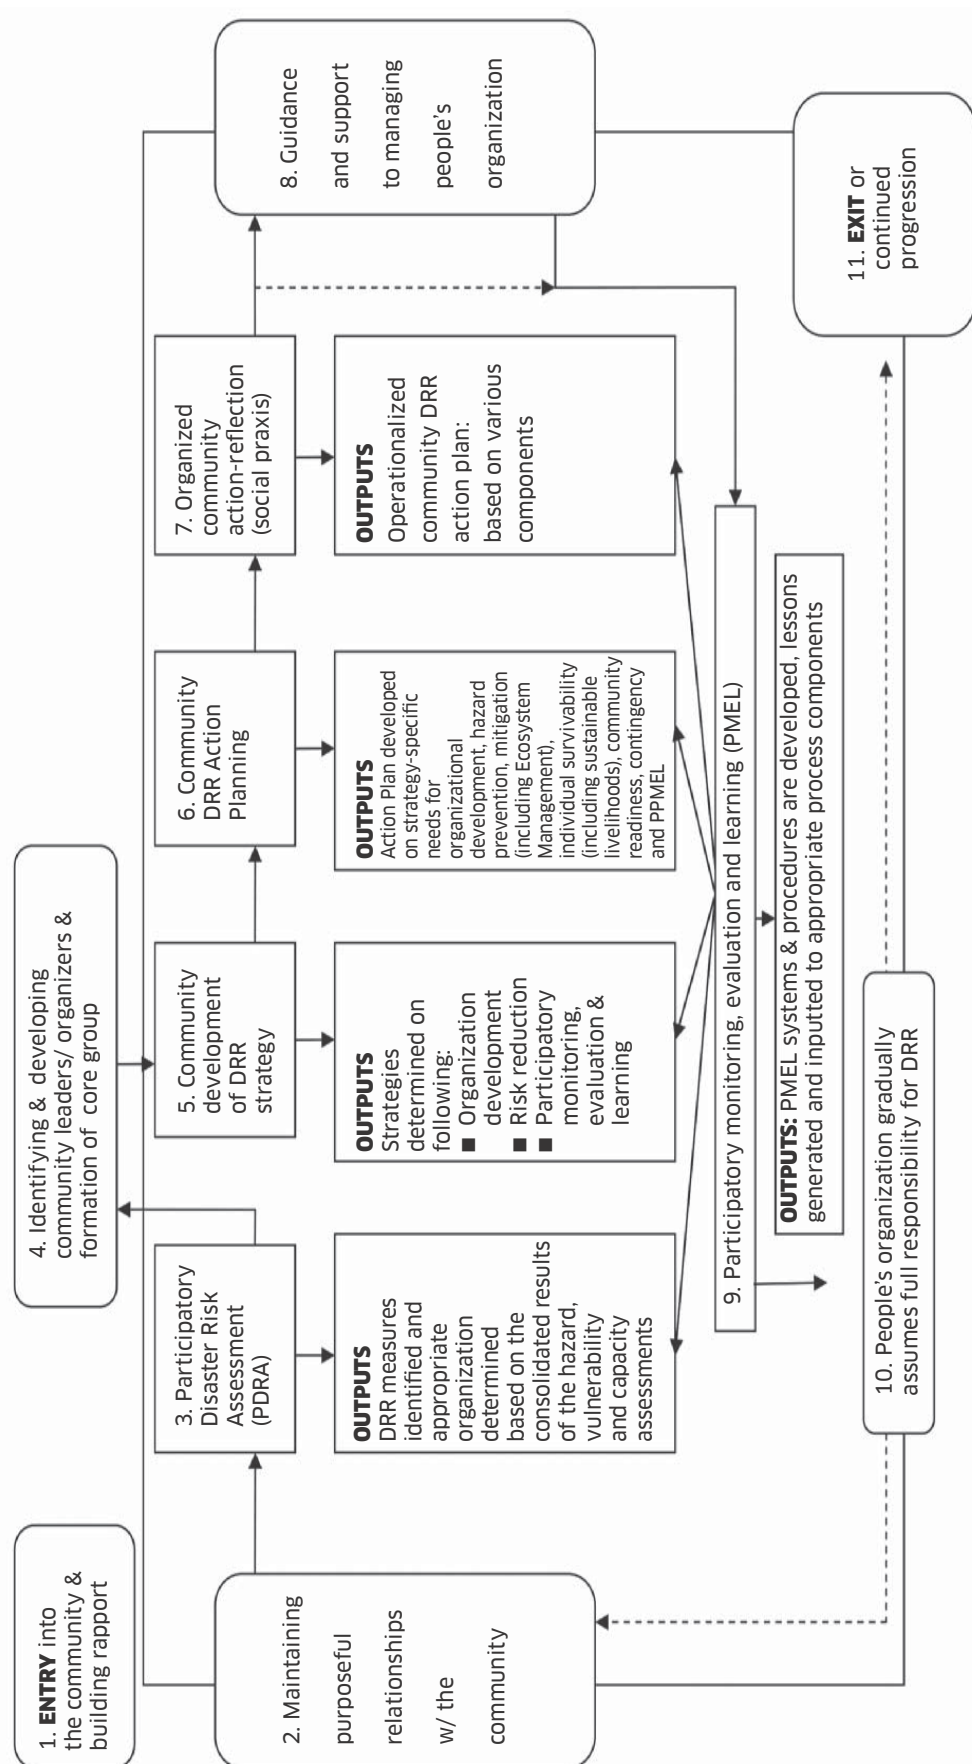 1. ENTRY into
the community &
building rapport
2. Maintaining
purposeful
relationships
w/ the
community
3. Participatory
Disaster Risk
Assessment
(PDRA)
OUTPUTS
DRR measures
identified and
appropriate
organization
determined
based on the
consolidated results
of the hazard,
vulnerability
and capacity
assessments
4. Identifying & developing
community leaders/ organizers &
formation of core group
5. Community
development
of DRR
strategy
OUTPUTS
Strategies
determined on
following:
■ Organization
development
■ Risk reduction
■ Participatory
monitoring,
evaluation &
learning
6. Community
DRR Action
Planning
OUTPUTS
Action Plan developed
on strategy-specific
needs for
organizational
development, hazard
prevention, mitigation
(including Ecosystem
Management),
individual survivability
(including sustainable
livelihoods), community
readiness, contingency
and PPMEL
7. Organized
community
action-reflection
(social praxis)
OUTPUTS
Operationalized
community DRR
action plan:
based on various
components
8. Guidance
and support
to managing
people's
organization
9. Participatory monitoring, evaluation and learning (PMEL)
OUTPUTS: PMEL systems & procedures are developed, lessons
generated and inputted to appropriate process components
10. People's organization gradually
assumes full responsibility for DRR
11. EXIT or
continued
progression